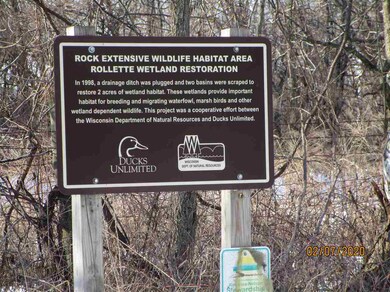 ROCK EXTENSIVE WILDLIFE HABITAT AREA
ROLLETTE WETLAND RESTORATION
In 1998, a drainage ditch was plugged and two basins were scraped to
restore 2 acres of wetland habitat. These wetlands provide important
habitat for breeding and migrating waterfowl, marsh birds and other
wetland dependent wildlife. This project was a cooperative effort between
the Wisconsin Department of Natural Resources and Ducks Unlimited.
DUCKS
UNLIMITED
WISCONSIN
DEPT. OF NATURAL RESOURCES
Stewardship
02/07/2020